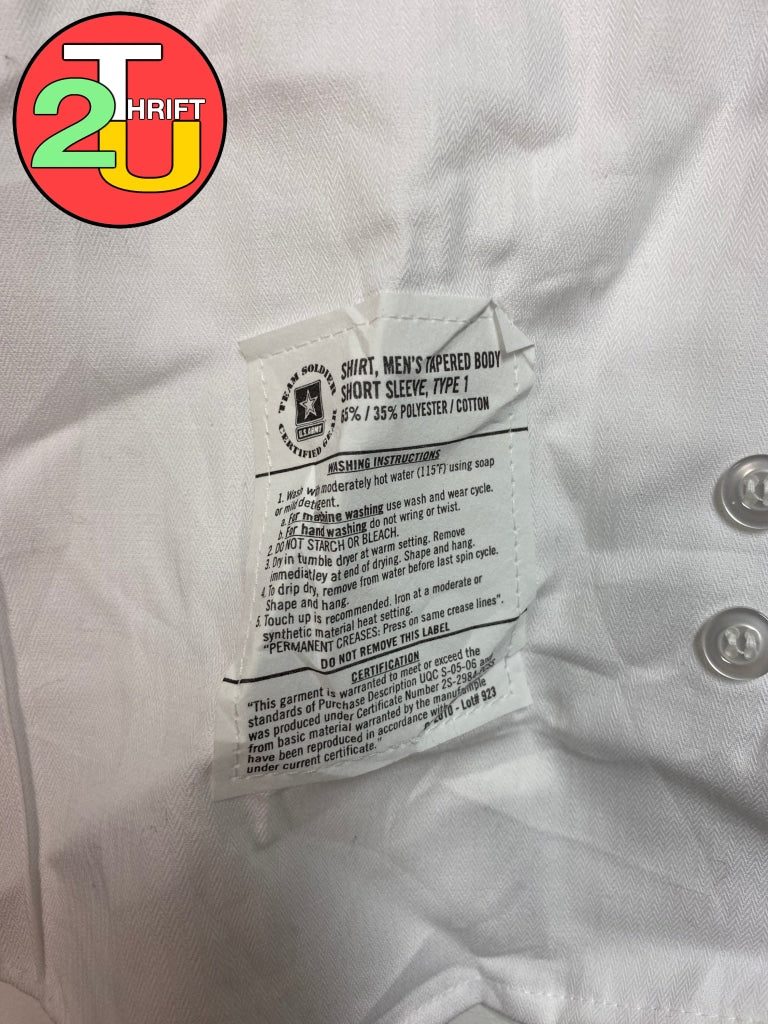 2 THRIFT U
TEAM SOLDIER
CERTIFIED GEAR
U.S. ARMY
SHIRT, MEN'S TAPERED BODY
SHORT SLEEVE, TYPE 1
65% / 35% POLYESTER / COTTON
WASHING INSTRUCTIONS
1. Wash moderately hot water (115°F) using soap
or mild detergent.
a. For machine washing use wash and wear cycle.
b. For hand washing do not wring or twist.
2. DO NOT STARCH OR BLEACH.
3. Dry in tumble dryer at warm setting. Remove
immediatley at end of drying. Shape and hang.
4. To drip dry, remove from water before last spin cycle.
Shape and hang.
5. Touch up is recommended. Iron at a moderate or
synthetic material heat setting.
"PERMANENT CREASES: Press on same crease lines".
DO NOT REMOVE THIS LABEL
CERTIFICATION
"This garment is warranted to meet or exceed the
standards of Purchase Description UQC S-05-06 and
was produced under Certificate Number
from basic material warranted by the
have been reproduced in accordance with
under current certificate."
- Lot# 923